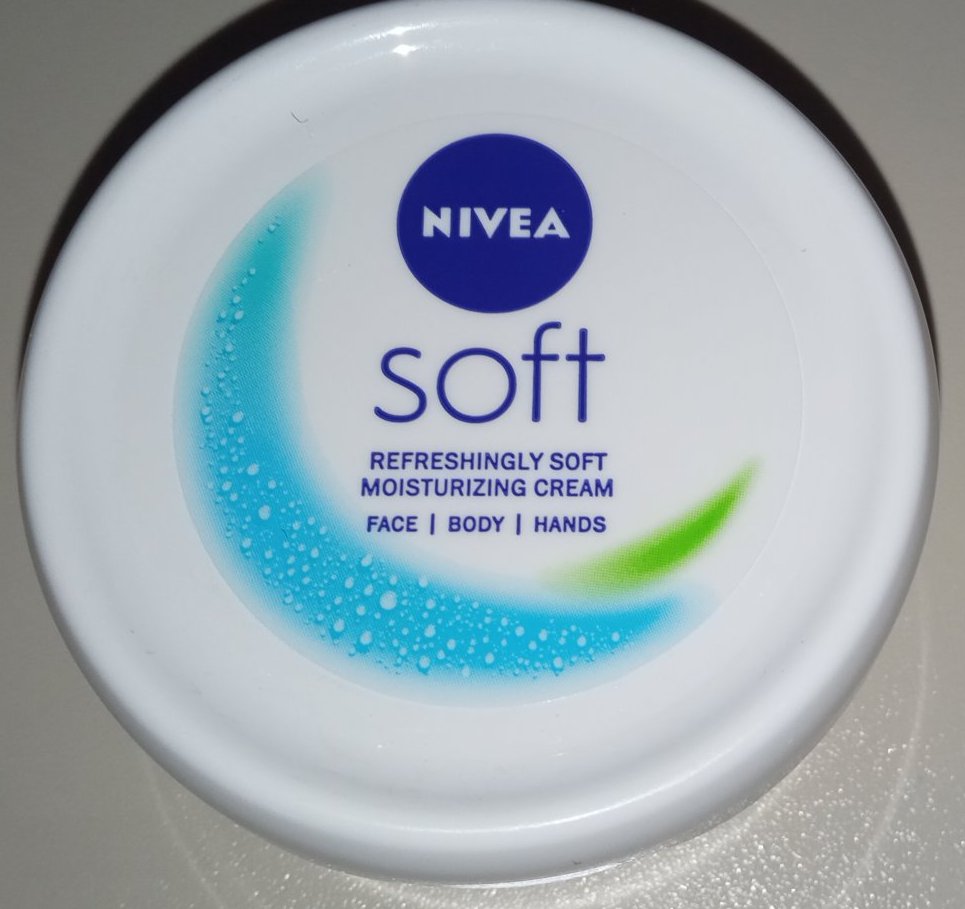 NIVEA
soft
REFRESHINGLY SOFT
MOISTURIZING CREAM
FACE | BODY | HANDS